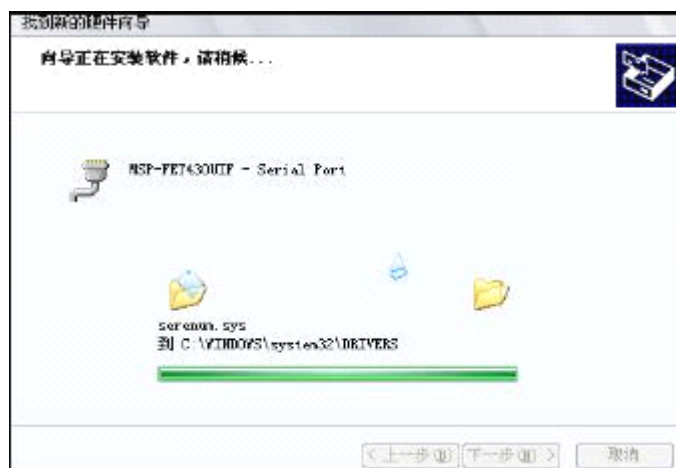 找到新的硬件向导
向导正在安装软件，请稍候...
MSP-FET430UIF - Serial Port
serenum.sys
到 C:\WINDOWS\system32\DRIVERS
< 上一步(B)
下一步(N) >
取消